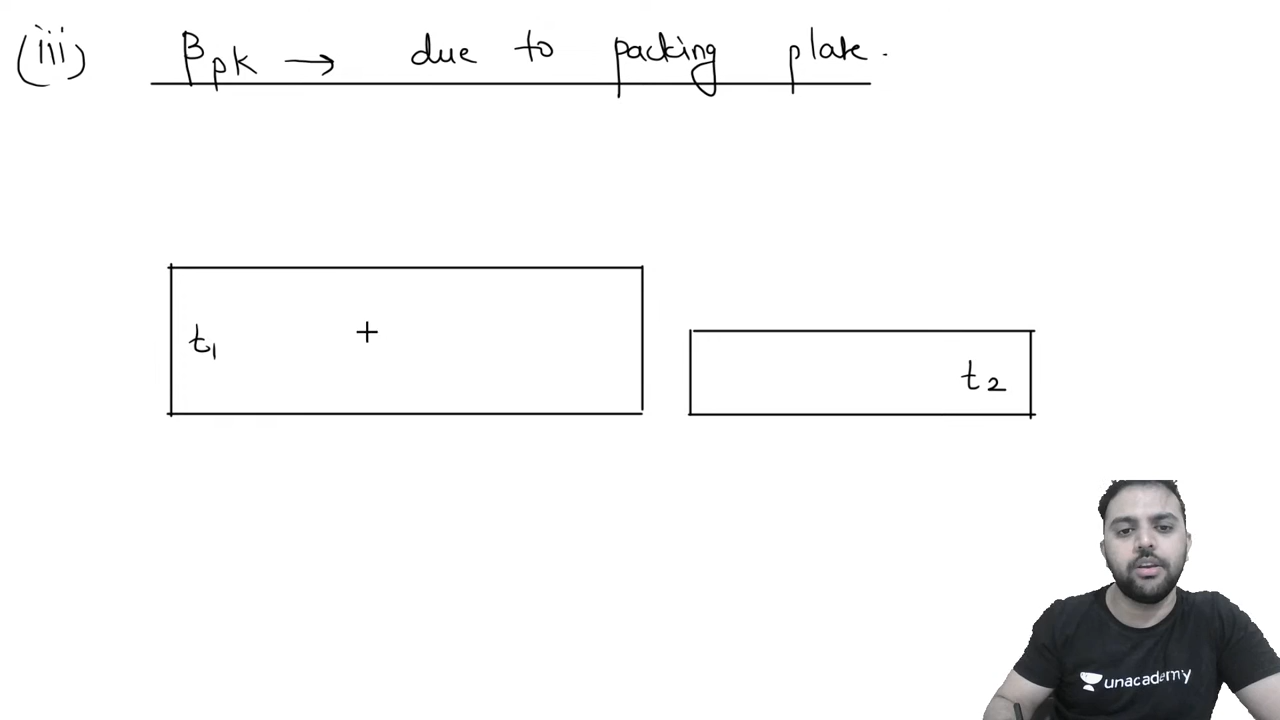 (iii) βpk → due to packing plate.
t1
t2
unacademy